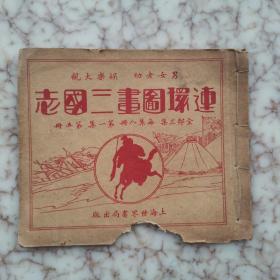 男女老幼 娛樂大觀
連環圖畫三國志
全部三集 每集八冊 第一集 第五冊
上海世界書局出版